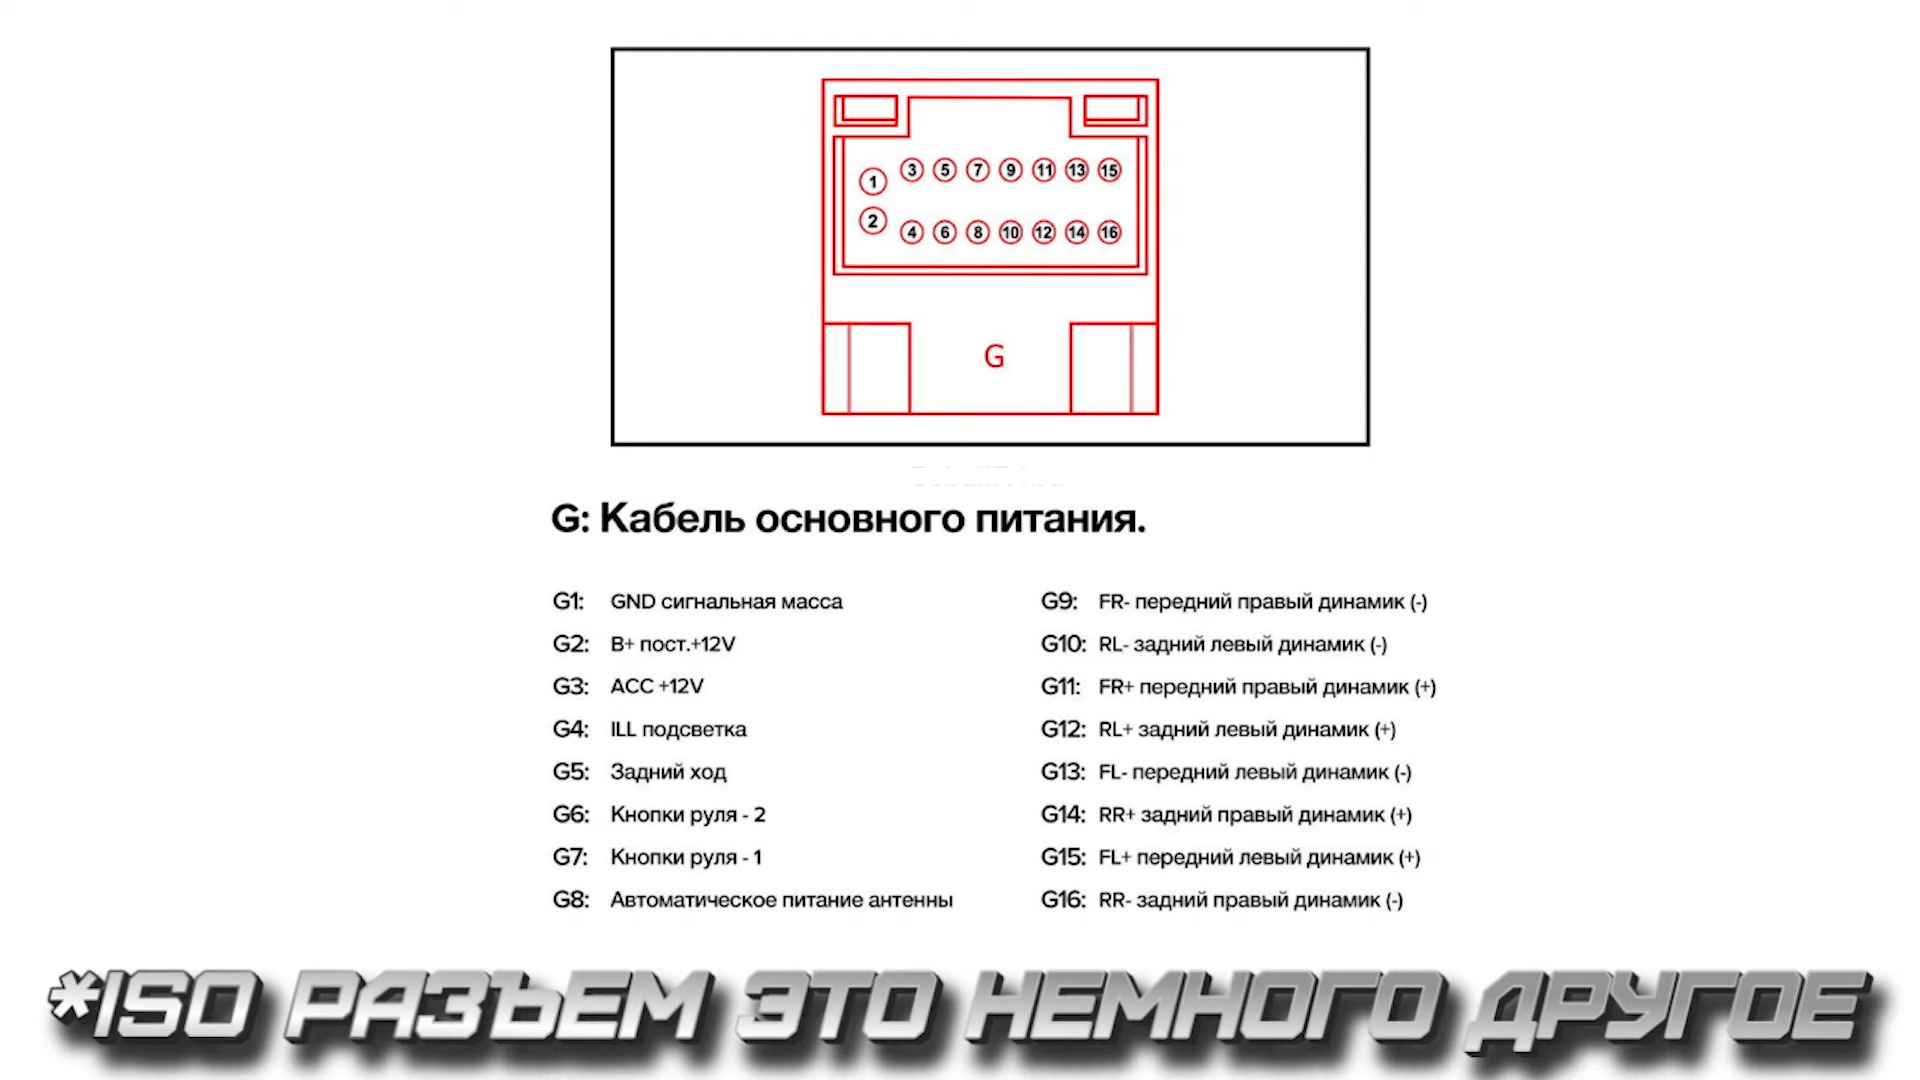 1 3 5 7 9 11 13 15
2 4 6 8 10 12 14 16
G
G: Кабель основного питания.
G1: GND сигнальная масса
G2: B+ пост.+12V
G3: ACC +12V
G4: ILL подсветка
G5: Задний ход
G6: Кнопки руля - 2
G7: Кнопки руля - 1
G8: Автоматическое питание антенны
G9: FR- передний правый динамик (-)
G10: RL- задний левый динамик (-)
G11: FR+ передний правый динамик (+)
G12: RL+ задний левый динамик (+)
G13: FL- передний левый динамик (-)
G14: RR+ задний правый динамик (+)
G15: FL+ передний левый динамик (+)
G16: RR- задний правый динамик (-)
*ISO РАЗЪЕМ ЭТО НЕМНОГО ДРУГОЕ